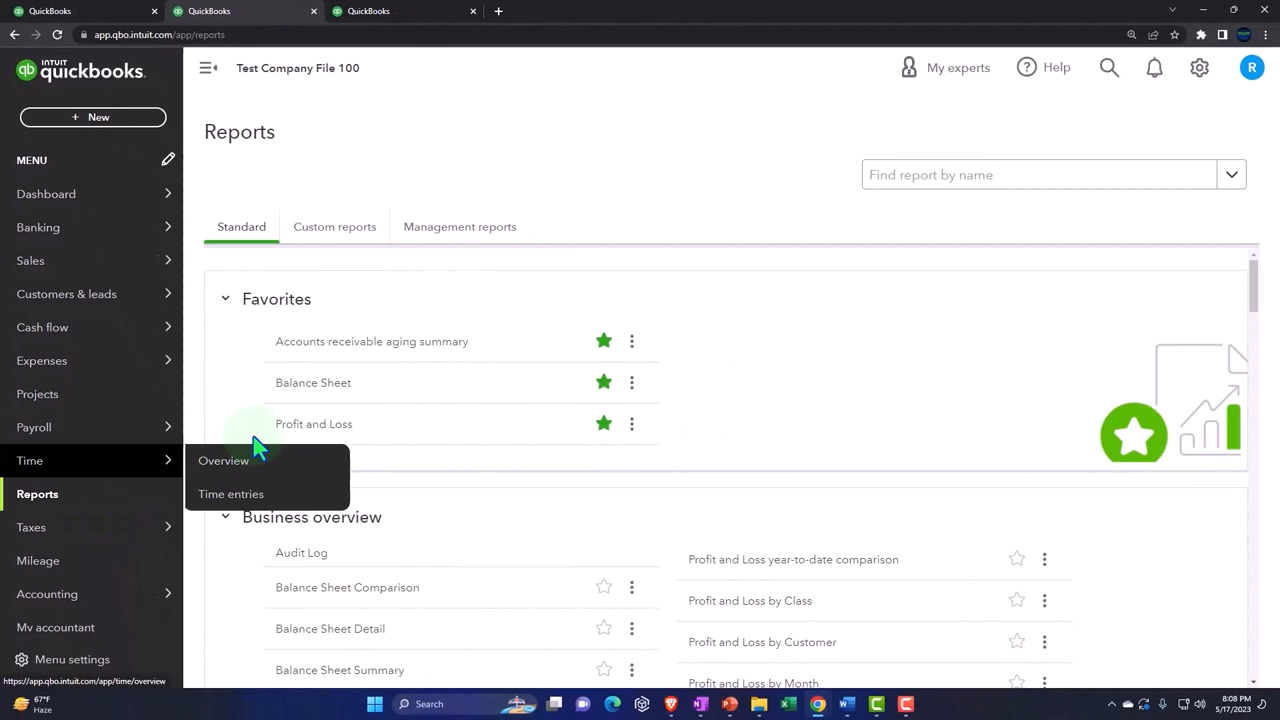 QuickBooks
QuickBooks
QuickBooks
app.qbo.intuit.com/app/reports
INTUIT
quickbooks.
Test Company File 100
My experts
Help
R
+ New
MENU
Dashboard
Banking
Sales
Customers & leads
Cash flow
Expenses
Projects
Payroll
Time
Reports
Taxes
Mileage
Accounting
My account
Menu settings
Overview
Time entries
Reports
Find report by name
Standard
Custom reports
Management reports
Favorites
Accounts receivable aging summary
Balance Sheet
Profit and Loss
Business overview
Audit Log
Balance Sheet Comparison
Balance Sheet Detail
Balance Sheet Summary
Profit and Loss year-to-date comparison
Profit and Loss by Class
Profit and Loss by Customer
Profit and Loss by Month
https://app.qbo.intuit.com/app/time/overview
67°F
Haze
Search
8:08 PM
5/17/2023